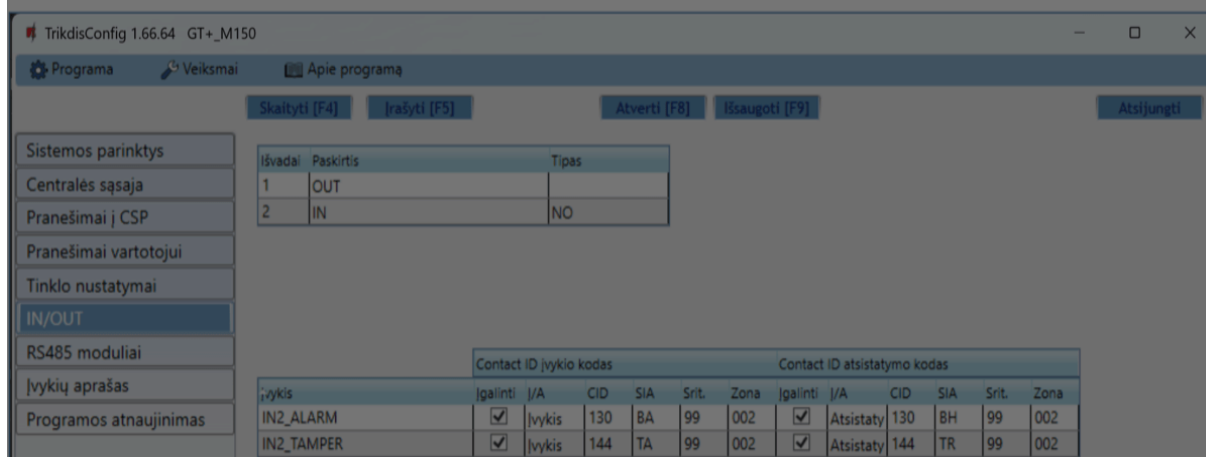 TrikdisConfig 1.66.64 GT+_M150
Programa Veiksmai Apie programą
Skaityti [F4] Įrašyti [F5] Atverti [F8] Išsaugoti [F9] Atsijungti
Sistemos parinktys
Centralės sąsaja
Pranešimai į CSP
Pranešimai vartotojui
Tinklo nustatymai
IN/OUT
RS485 moduliai
Įvykių aprašas
Programos atnaujinimas
Išvadai Paskirtis Tipas
1 OUT
2 IN NO
Contact ID įvykio kodas Contact ID atsistatymo kodas
Įvykis Įgalinti Į/A CID SIA Srit. Zona Įgalinti Į/A CID SIA Srit. Zona
IN2_ALARM Įvykis 130 BA 99 002 Atsistaty 130 BH 99 002
IN2_TAMPER Įvykis 144 TA 99 002 Atsistaty 144 TR 99 002